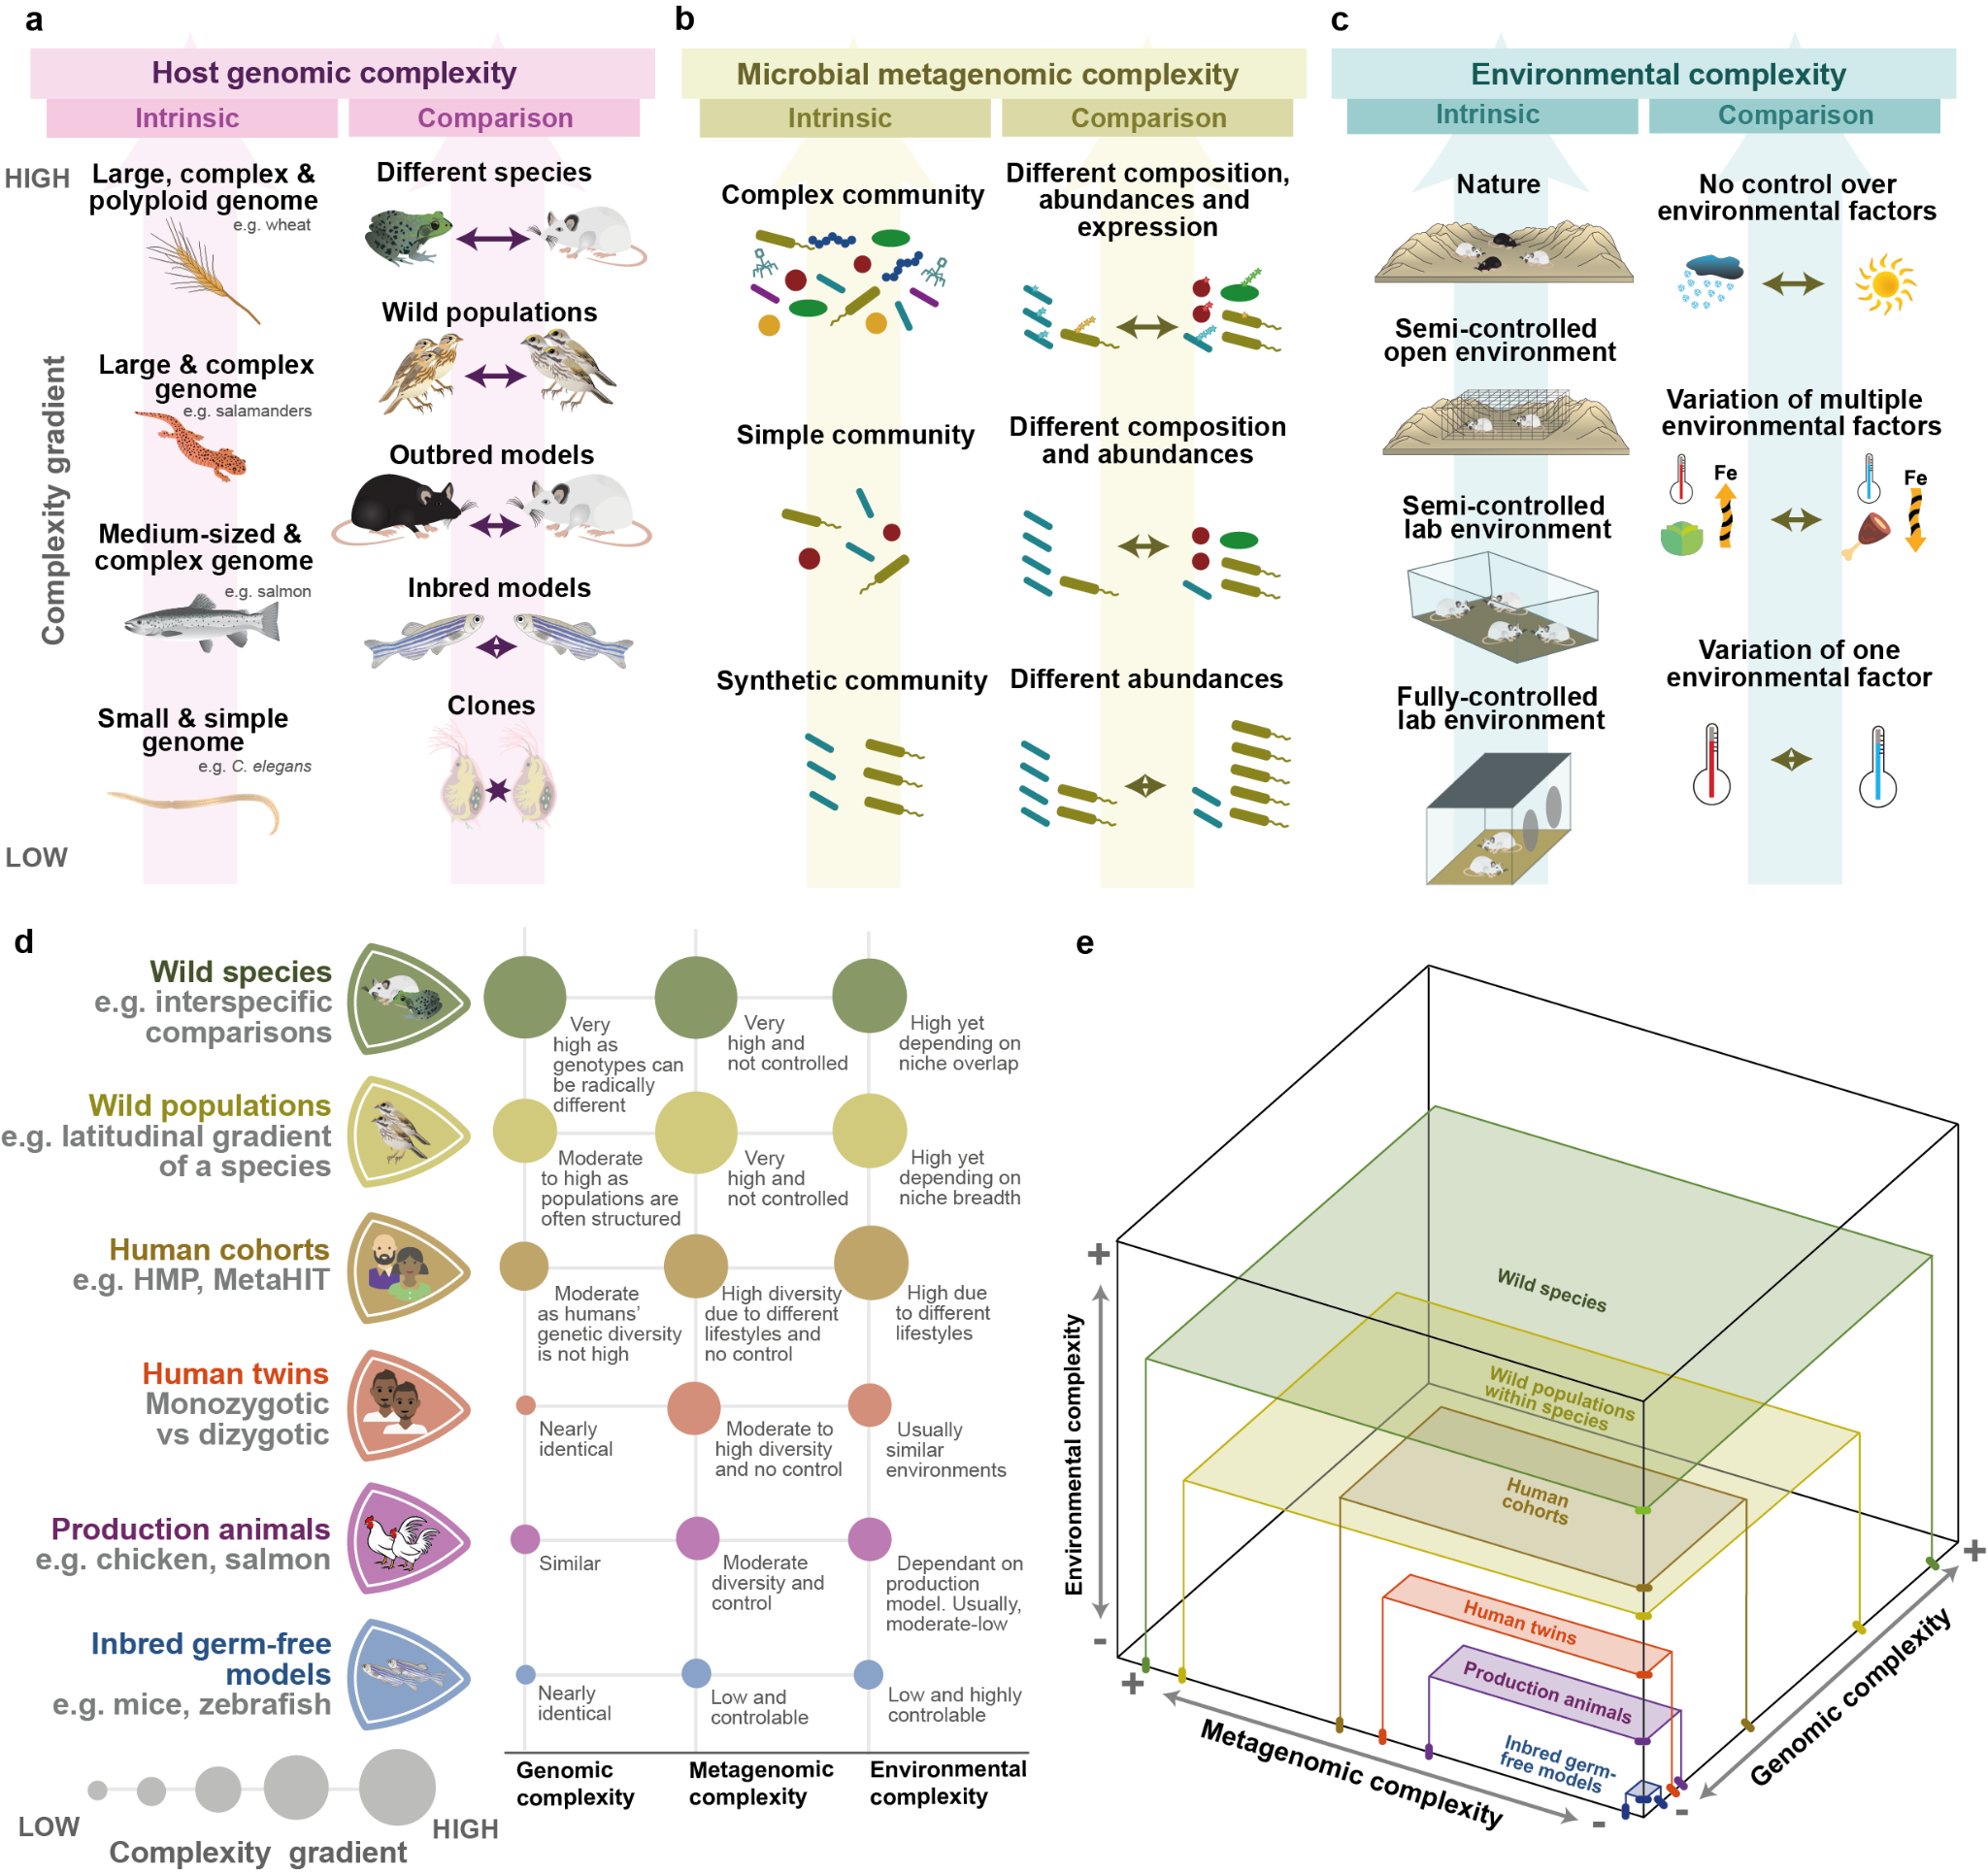 a
Host genomic complexity
Intrinsic
Comparison
HIGH
Complexity gradient
LOW
Large, complex &
polyploid genome
e.g. wheat
Large & complex
genome
e.g. salamanders
Medium-sized &
complex genome
e.g. salmon
Small & simple
genome
e.g. C. elegans
Different species
Wild populations
Outbred models
Inbred models
Clones
b
Microbial metagenomic complexity
Intrinsic
Comparison
Complex community
Simple community
Synthetic community
Different composition,
abundances and
expression
Different composition
and abundances
Different abundances
c
Environmental complexity
Intrinsic
Comparison
Nature
Semi-controlled
open environment
Semi-controlled
lab environment
Fully-controlled
lab environment
No control over
environmental factors
Variation of multiple
environmental factors
Fe
Fe
Variation of one
environmental factor
d
Wild species
e.g. interspecific
comparisons
Very
high as
genotypes can
be radically
different
Very
high and
not controlled
High yet
depending on
niche overlap
Wild populations
e.g. latitudinal gradient
of a species
Moderate
to high as
populations are
often structured
Very
high and
not controlled
High yet
depending on
niche breadth
Human cohorts
e.g. HMP, MetaHIT
Moderate
as humans'
genetic diversity
is not high
High diversity
due to different
lifestyles and
no control
High due
to different
lifestyles
Human twins
Monozygotic
vs dizygotic
Nearly
identical
Moderate to
high diversity
and no control
Usually
similar
environments
Production animals
e.g. chicken, salmon
Similar
Moderate
diversity and
control
Dependant on
production
model. Usually,
moderate-low
Inbred germ-free
models
e.g. mice, zebrafish
Nearly
identical
Low and
controlable
Low and highly
controlable
Genomic
complexity
Metagenomic
complexity
Environmental
complexity
LOW
HIGH
Complexity gradient
e
+
Environmental complexity
-
+
Metagenomic complexity
-
-
Genomic complexity
+
Wild species
Wild populations
within species
Human
cohorts
Human twins
Production animals
Inbred germ-
free models